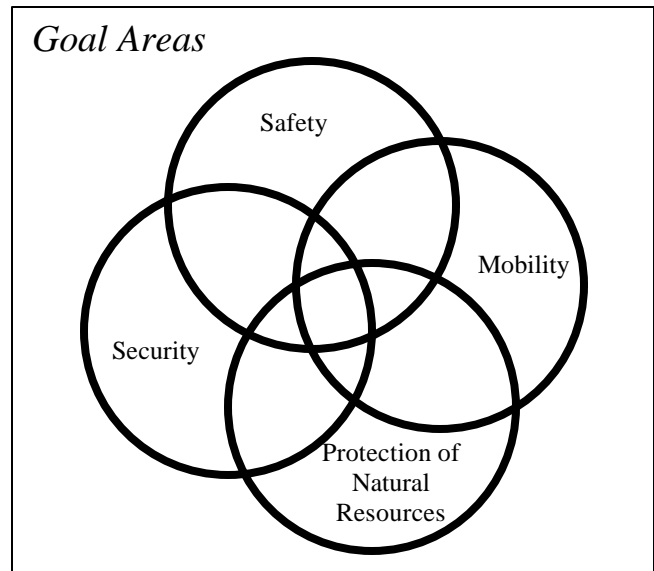 Goal Areas
Safety
Mobility
Security
Protection of
Natural
Resources